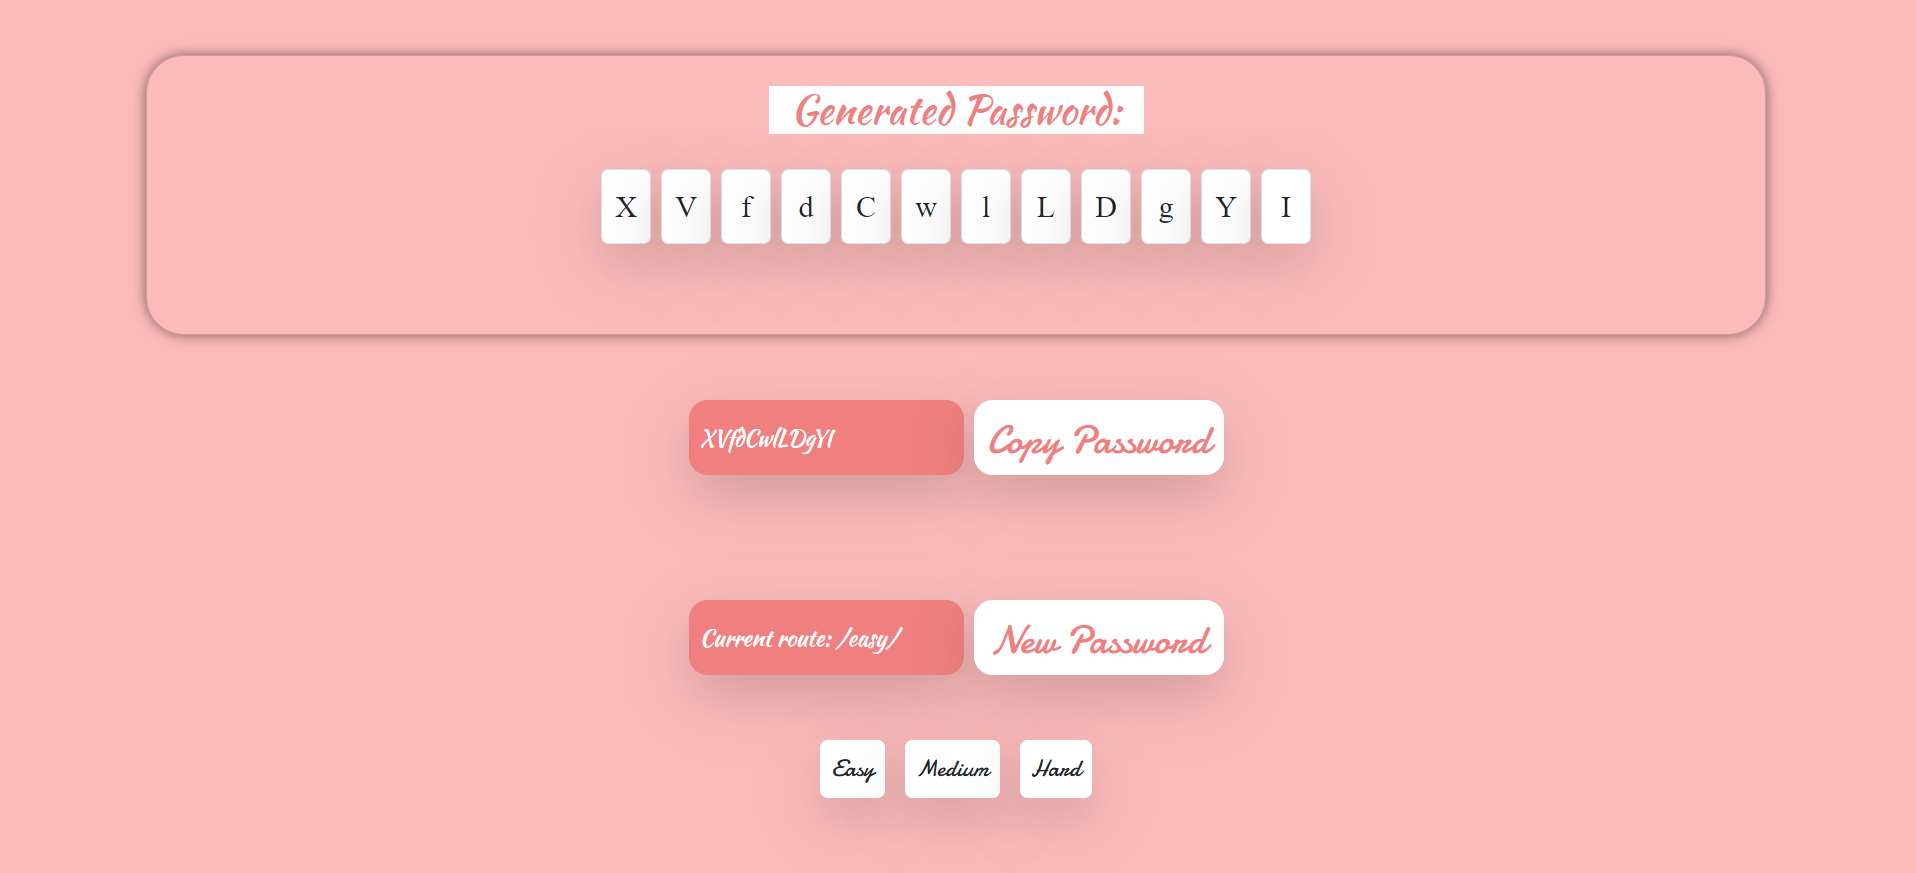 Generated Password:
X V f d C w l L D g Y I
XVfdCwlLDgYI Copy Password
Current route: /easy/ New Password
Easy Medium Hard